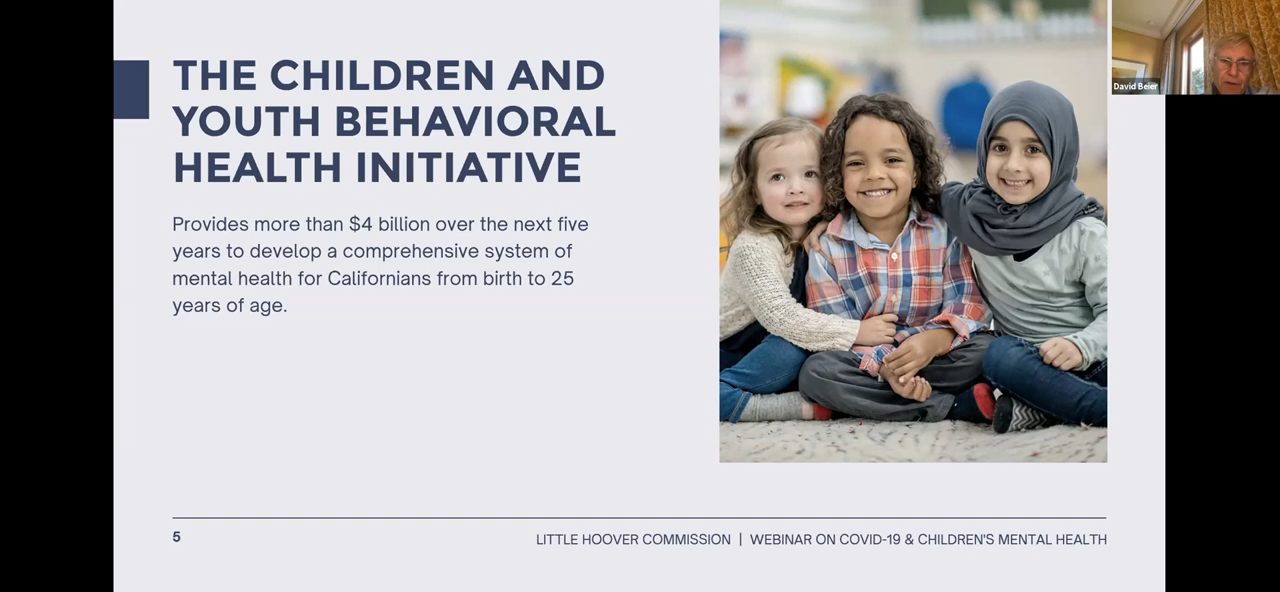 THE CHILDREN AND
YOUTH BEHAVIORAL
HEALTH INITIATIVE
Provides more than $4 billion over the next five
years to develop a comprehensive system of
mental health for Californians from birth to 25
years of age.
5
LITTLE HOOVER COMMISSION | WEBINAR ON COVID-19 & CHILDREN'S MENTAL HEALTH
David Beier